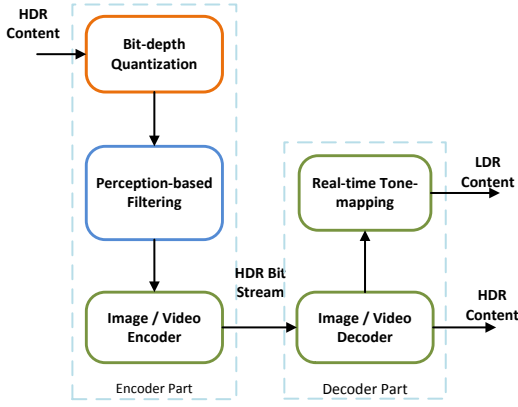 HDR
Content
Bit-depth
Quantization
Perception-based
Filtering
Image / Video
Encoder
Encoder Part
HDR Bit
Stream
Real-time Tone-
mapping
LDR
Content
Image / Video
Decoder
HDR
Content
Decoder Part